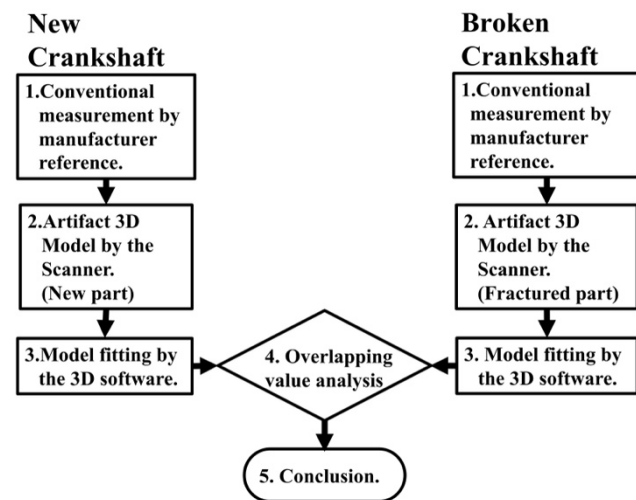 New
Crankshaft
1.Conventional
measurement by
manufacturer
reference.
2.Artifact 3D
Model by the
Scanner.
(New part)
3.Model fitting by
the 3D software.
4. Overlapping
value analysis
5. Conclusion.
Broken
Crankshaft
1.Conventional
measurement by
manufacturer
reference.
2. Artifact 3D
Model by the
Scanner.
(Fractured part)
3. Model fitting by
the 3D software.